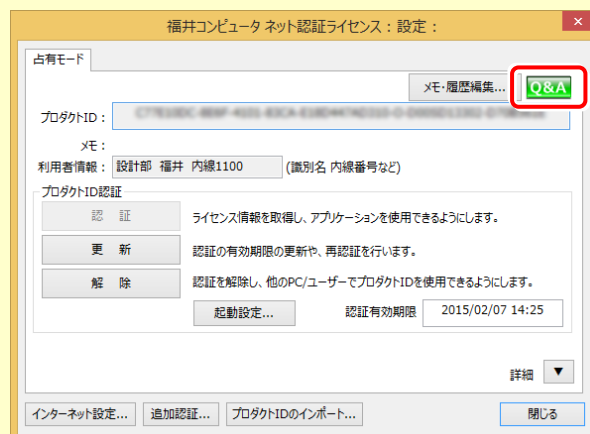 福井コンピュータ ネット認証ライセンス : 設定 :
占有モード
メモ・履歴編集... Q&A
プロダクトID :
メモ :
利用者情報 : 設計部 福井 内線1100 (識別名 内線番号など)
プロダクトID認証
認 証 ライセンス情報を取得し、アプリケーションを使用できるようにします。
更 新 認証の有効期限の更新や、再認証を行います。
解 除 認証を解除し、他のPC/ユーザーでプロダクトIDを使用できるようにします。
起動設定... 認証有効期限 2015/02/07 14:25
詳細 ▼
インターネット設定... 追加認証... プロダクトIDのインポート... 閉じる